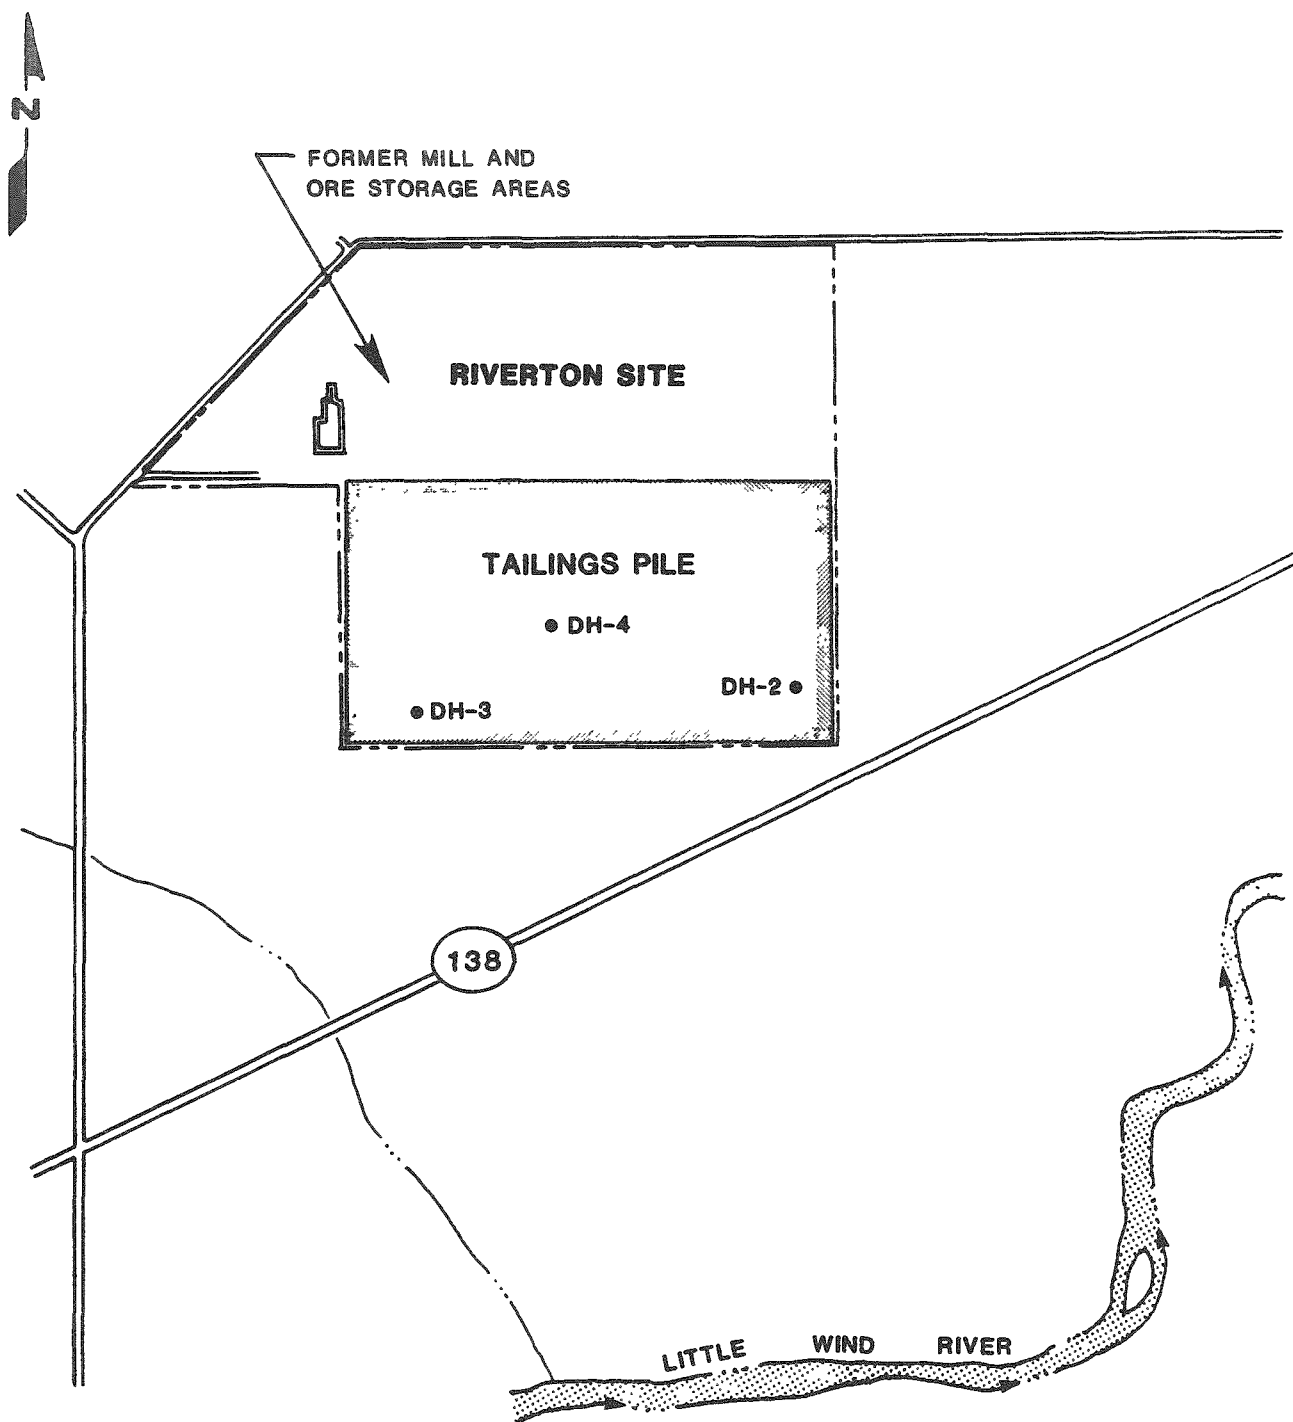 N
FORMER MILL AND
ORE STORAGE AREAS
RIVERTON SITE
TAILINGS PILE
DH-4
DH-2
DH-3
138
LITTLE WIND RIVER